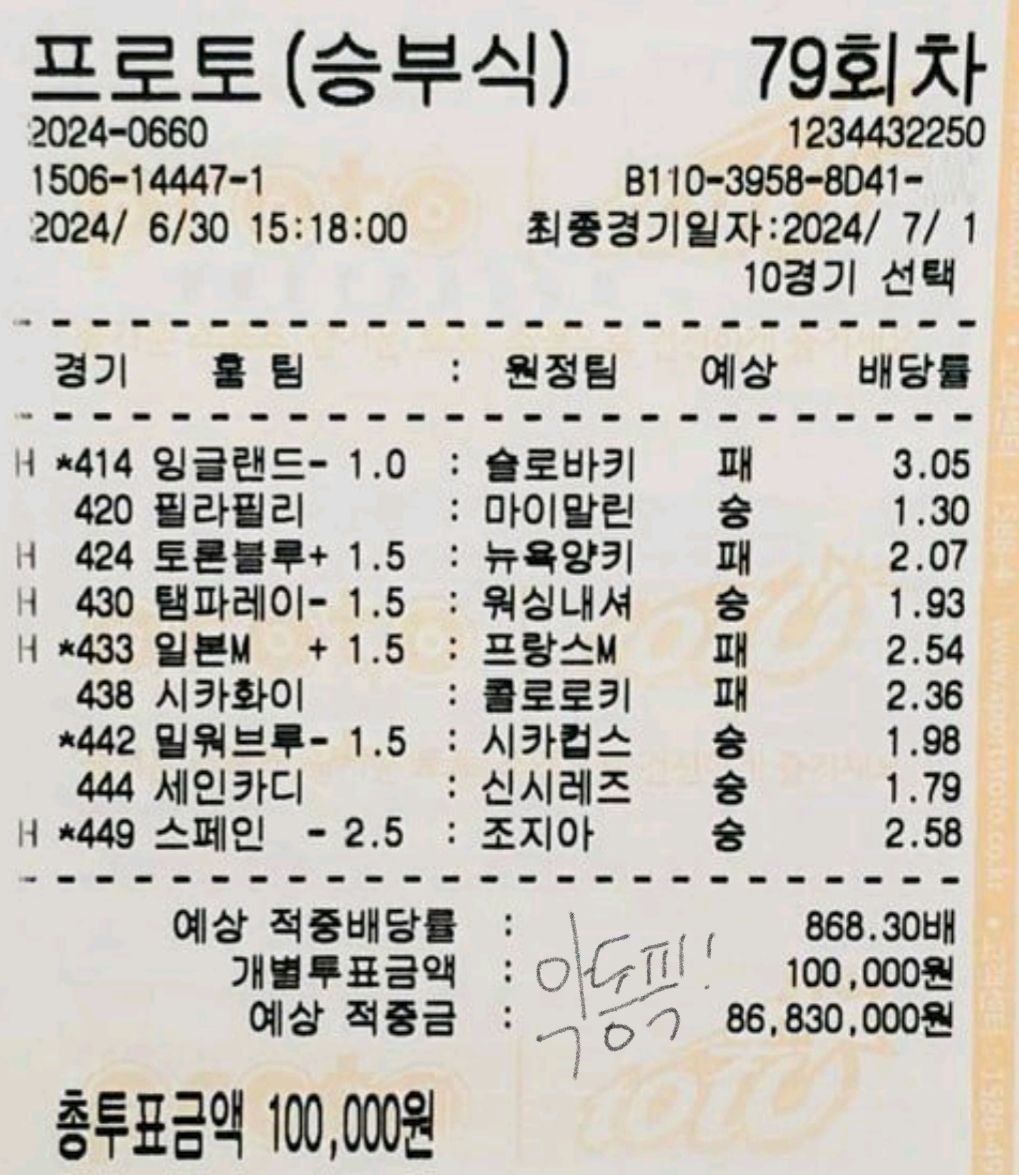 프로토(승부식) 79회차
2024-0660 1234432250
1506-14447-1 B110-3958-8D41-
2024/ 6/30 15:18:00 최종경기일자:2024/ 7/ 1
10경기 선택
경기 홈 팀 : 원정팀 예상 배당률
H *414 잉글랜드- 1.0 : 슬로바키 패 3.05
420 필라필리 : 마이말린 승 1.30
H 424 토론블루+ 1.5 : 뉴욕양키 패 2.07
H 430 탬파레이- 1.5 : 워싱내셔 승 1.93
H *433 일본M + 1.5 : 프랑스M 패 2.54
438 시카화이 : 콜로로키 패 2.36
*442 밀워브루- 1.5 : 시카컵스 승 1.98
444 세인카디 : 신시레즈 승 1.79
H *449 스페인 - 2.5 : 조지아 승 2.58
예상 적중배당률 : 868.30배
개별투표금액 : 100,000원
예상 적중금 : 86,830,000원
총투표금액 100,000원